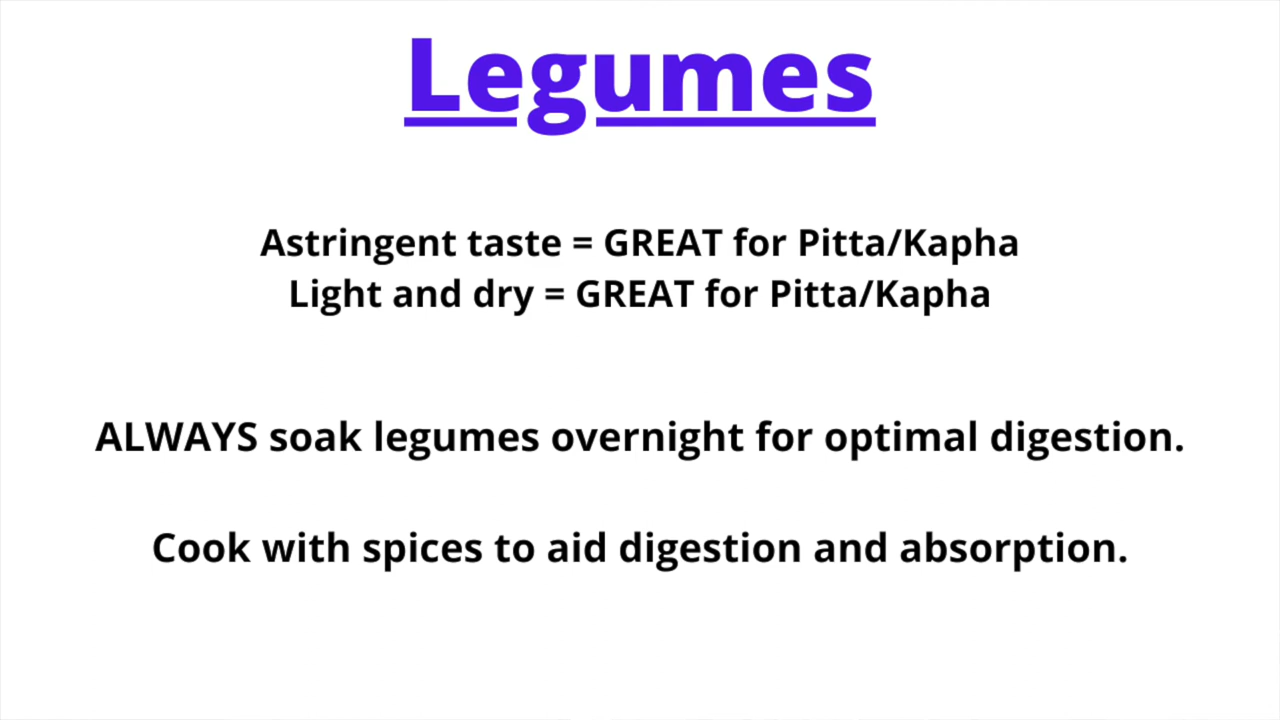 Legumes
Astringent taste = GREAT for Pitta/Kapha
Light and dry = GREAT for Pitta/Kapha
ALWAYS soak legumes overnight for optimal digestion.
Cook with spices to aid digestion and absorption.